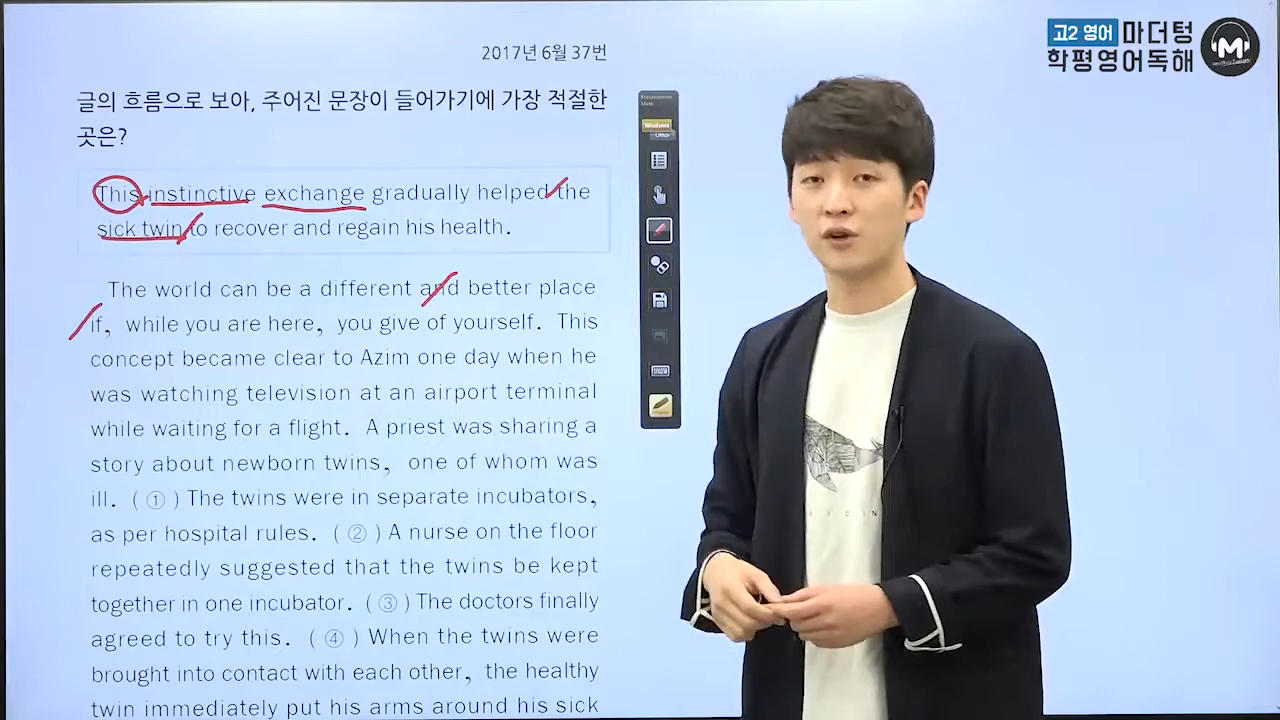 고2 영어 마더텅
학평영어독해
M
2017년 6월 37번
글의 흐름으로 보아, 주어진 문장이 들어가기에 가장 적절한
곳은?
This instinctive exchange gradually helped the
sick twin to recover and regain his health.
The world can be a different and better place
if, while you are here, you give of yourself. This
concept became clear to Azim one day when he
was watching television at an airport terminal
while waiting for a flight. A priest was sharing a
story about newborn twins, one of whom was
ill. ( ① ) The twins were in separate incubators,
as per hospital rules. ( ② ) A nurse on the floor
repeatedly suggested that the twins be kept
together in one incubator. ( ③ ) The doctors finally
agreed to try this. ( ④ ) When the twins were
brought into contact with each other, the healthy
twin immediately put his arms around his sick